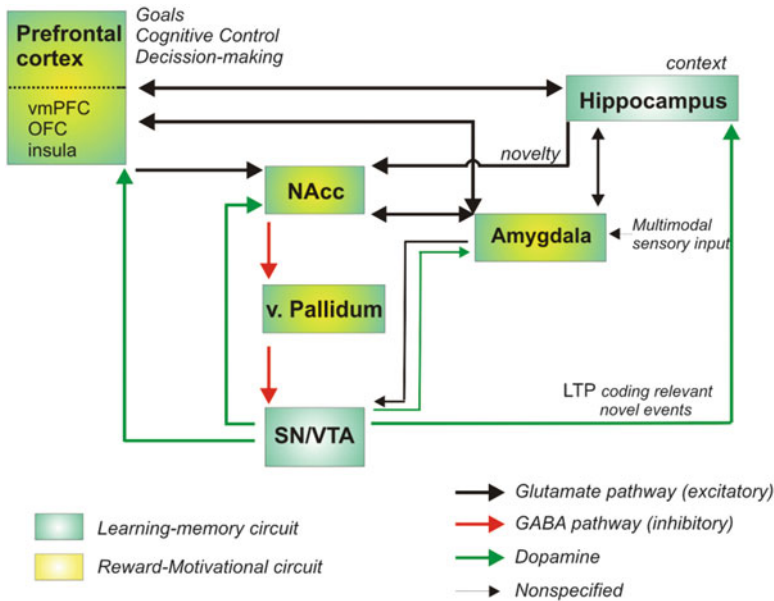 Prefrontal
cortex
vmPFC
OFC
insula
Goals
Cognitive Control
Decission-making
context
Hippocampus
novelty
NAcc
Amygdala
Multimodal
sensory input
v. Pallidum
SN/VTA
LTP coding relevant
novel events
Learning-memory circuit
Reward-Motivational circuit
Glutamate pathway (excitatory)
GABA pathway (inhibitory)
Dopamine
Nonspecified